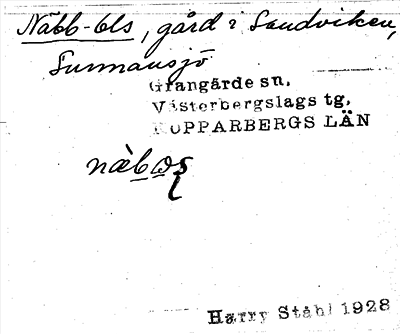 Näbb-Ols, gård i Sandviken,
Sunnansjö
Grangärde sn.
Västerbergslags tg.
KOPPARBERGS LÄN
Harry Ståhl 1928